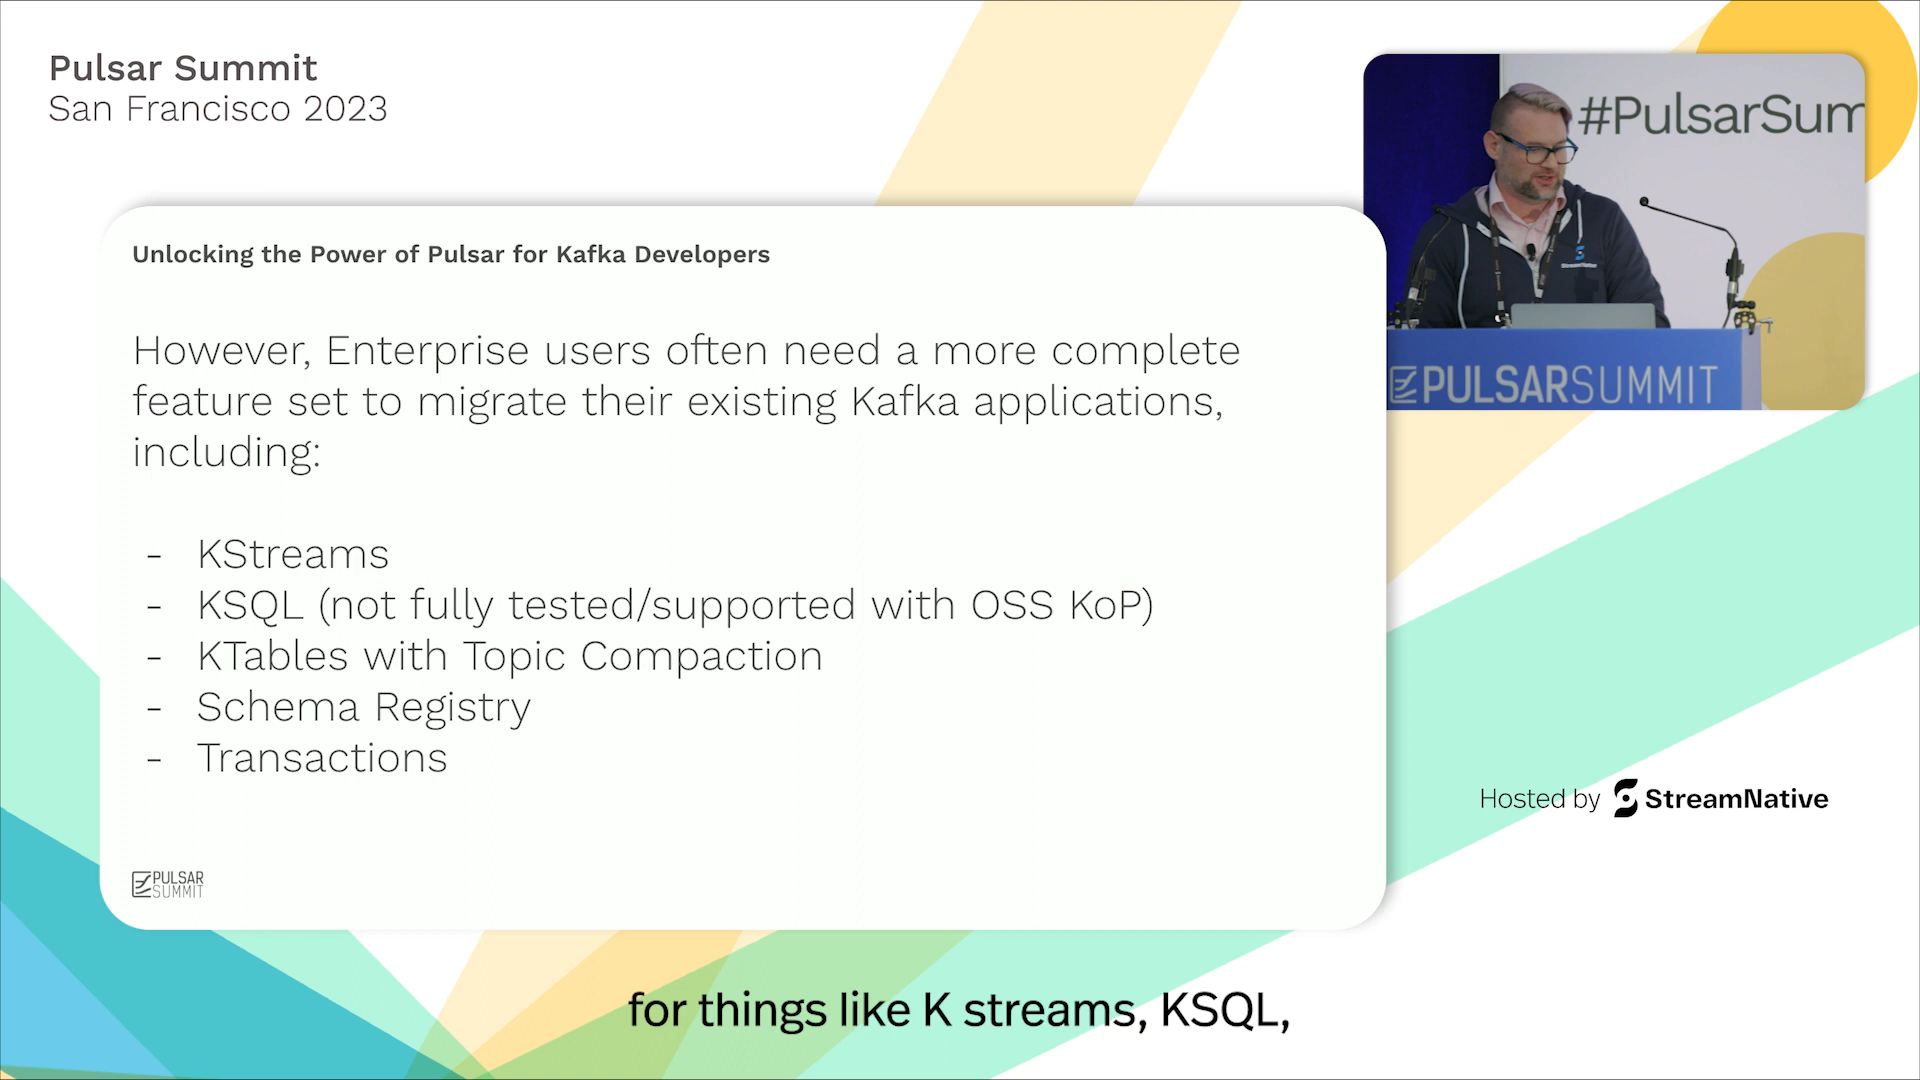 Pulsar Summit
San Francisco 2023
#PulsarSum
PULSARSUMMIT
Unlocking the Power of Pulsar for Kafka Developers
However, Enterprise users often need a more complete
feature set to migrate their existing Kafka applications,
including:
- KStreams
- KSQL (not fully tested/supported with OSS KoP)
- KTables with Topic Compaction
- Schema Registry
- Transactions
PULSAR
SUMMIT
Hosted by StreamNative
for things like K streams, KSQL,